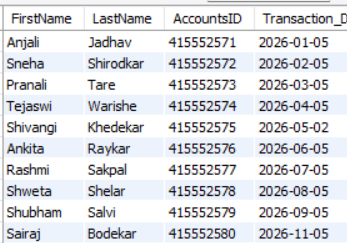 FirstName LastName AccountsID Transaction_D
Anjali Jadhav 415552571 2026-01-05
Sneha Shirodkar 415552572 2026-02-05
Pranali Tare 415552573 2026-03-05
Tejaswi Warishe 415552574 2026-04-05
Shivangi Khedekar 415552575 2026-05-02
Ankita Raykar 415552576 2026-06-05
Rashmi Sakpal 415552577 2026-07-05
Shweta Shelar 415552578 2026-08-05
Shubham Salvi 415552579 2026-09-05
Sairaj Bodekar 415552580 2026-11-05